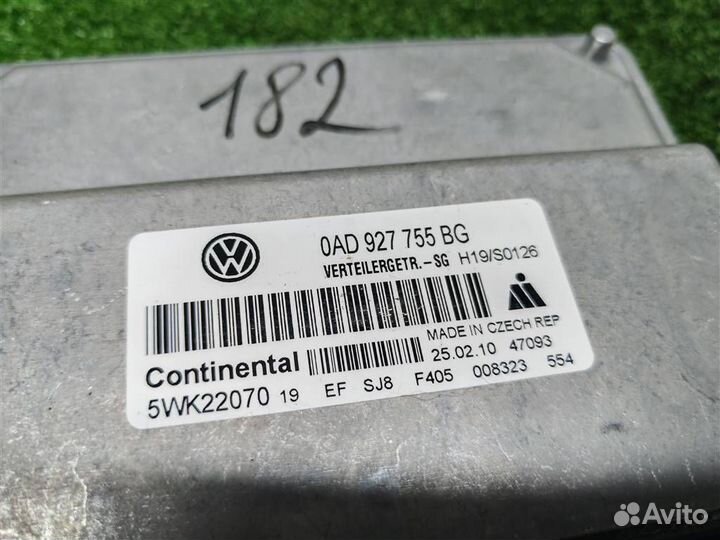 182
0AD 927 755 BG
VERTEILERGETR.-SG H19/S0126
MADE IN CZECH REP
Continental 25.02.10 47093
5WK22070 19 EF SJ8 F405 008323 554
Avito